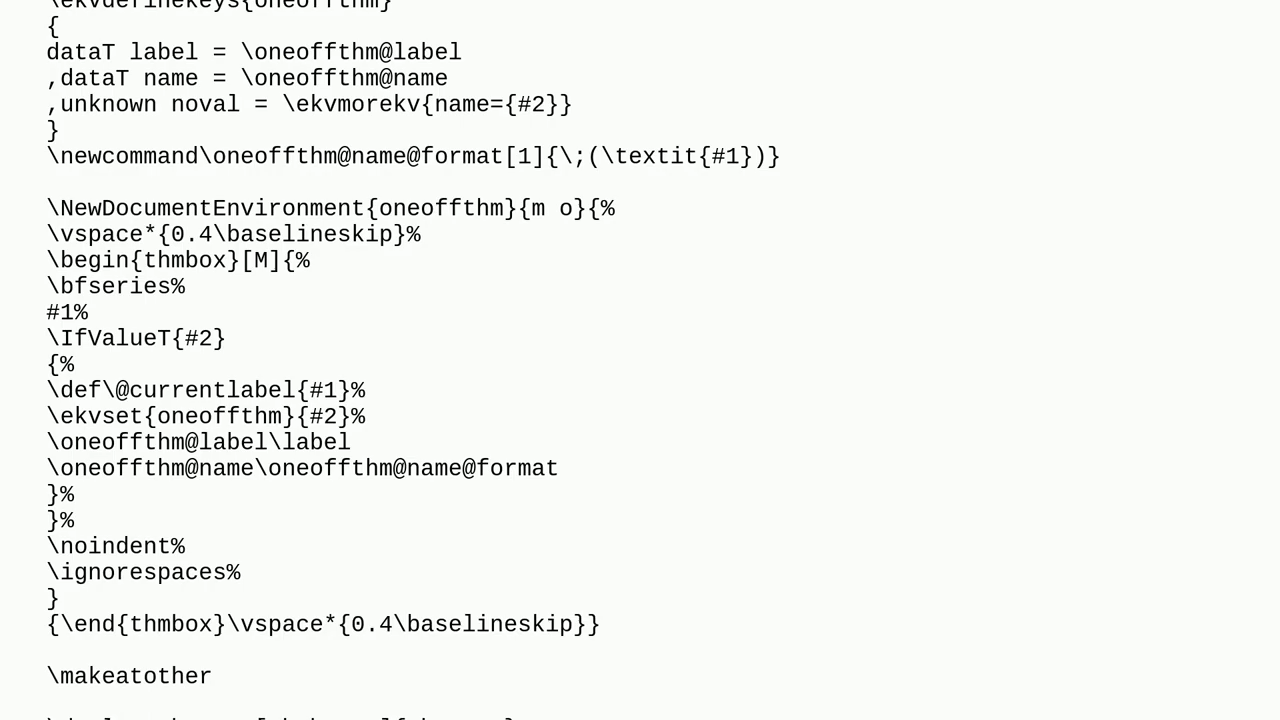 \ekvdefinekeys{oneoffthm}
{
dataT label = \oneoffthm@label
,dataT name = \oneoffthm@name
,unknown noval = \ekvmorekv{name={#2}}
}
\newcommand\oneoffthm@name@format[1]{\;(\textit{#1})}
\NewDocumentEnvironment{oneoffthm}{m o}{%
\vspace*{0.4\baselineskip}%
\begin{thmbox}[M]{%
\bfseries%
#1%
\IfValueT{#2}
{%
\def\@currentlabel{#1}%
\ekvset{oneoffthm}{#2}%
\oneoffthm@label\label
\oneoffthm@name\oneoffthm@name@format
}%
}%
\noindent%
\ignorespaces%
}
{\end{thmbox}\vspace*{0.4\baselineskip}}
\makeatother